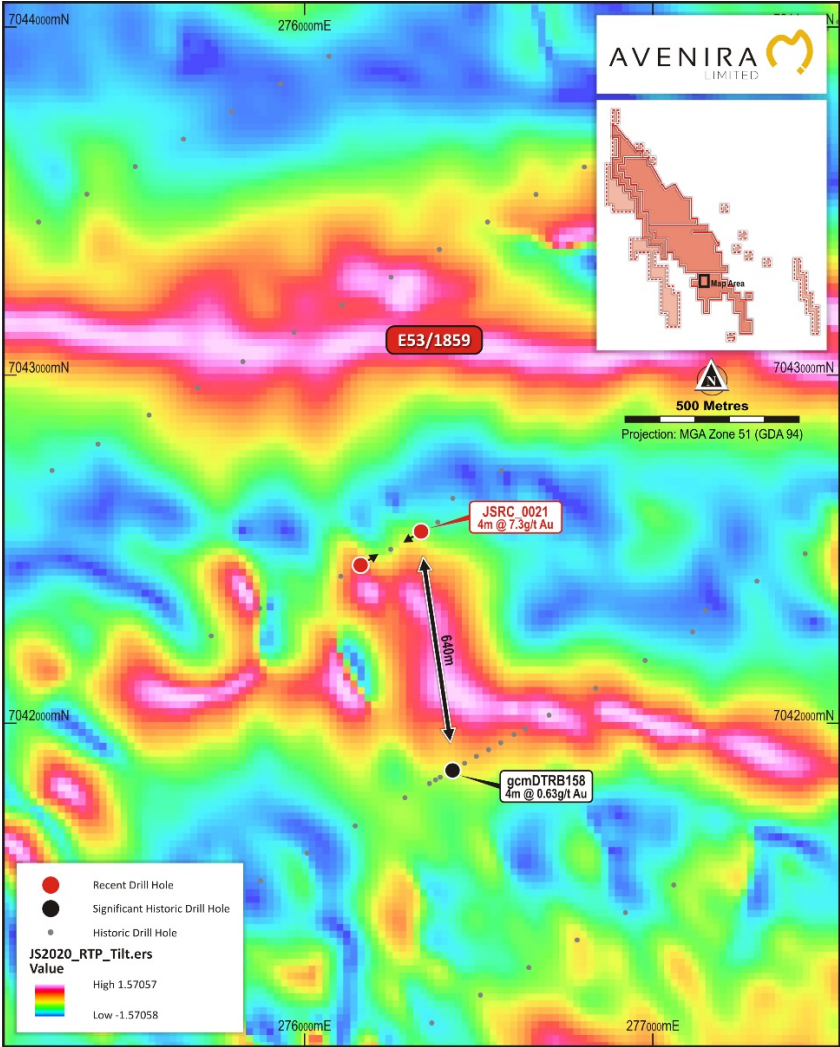 7044000mN
276000mE
7044000mN
AVENIRA
LIMITED
Map Area
E53/1859
7043000mN
7043000mN
N
500 Metres
Projection: MGA Zone 51 (GDA 94)
JSRC_0021
4m @ 7.3g/t Au
640m
7042000mN
7042000mN
gcmDTRB158
4m @ 0.63g/t Au
Recent Drill Hole
Significant Historic Drill Hole
Historic Drill Hole
JS2020_RTP_Tilt.ers
Value
High 1.57057
Low -1.57058
276000mE
277000mE